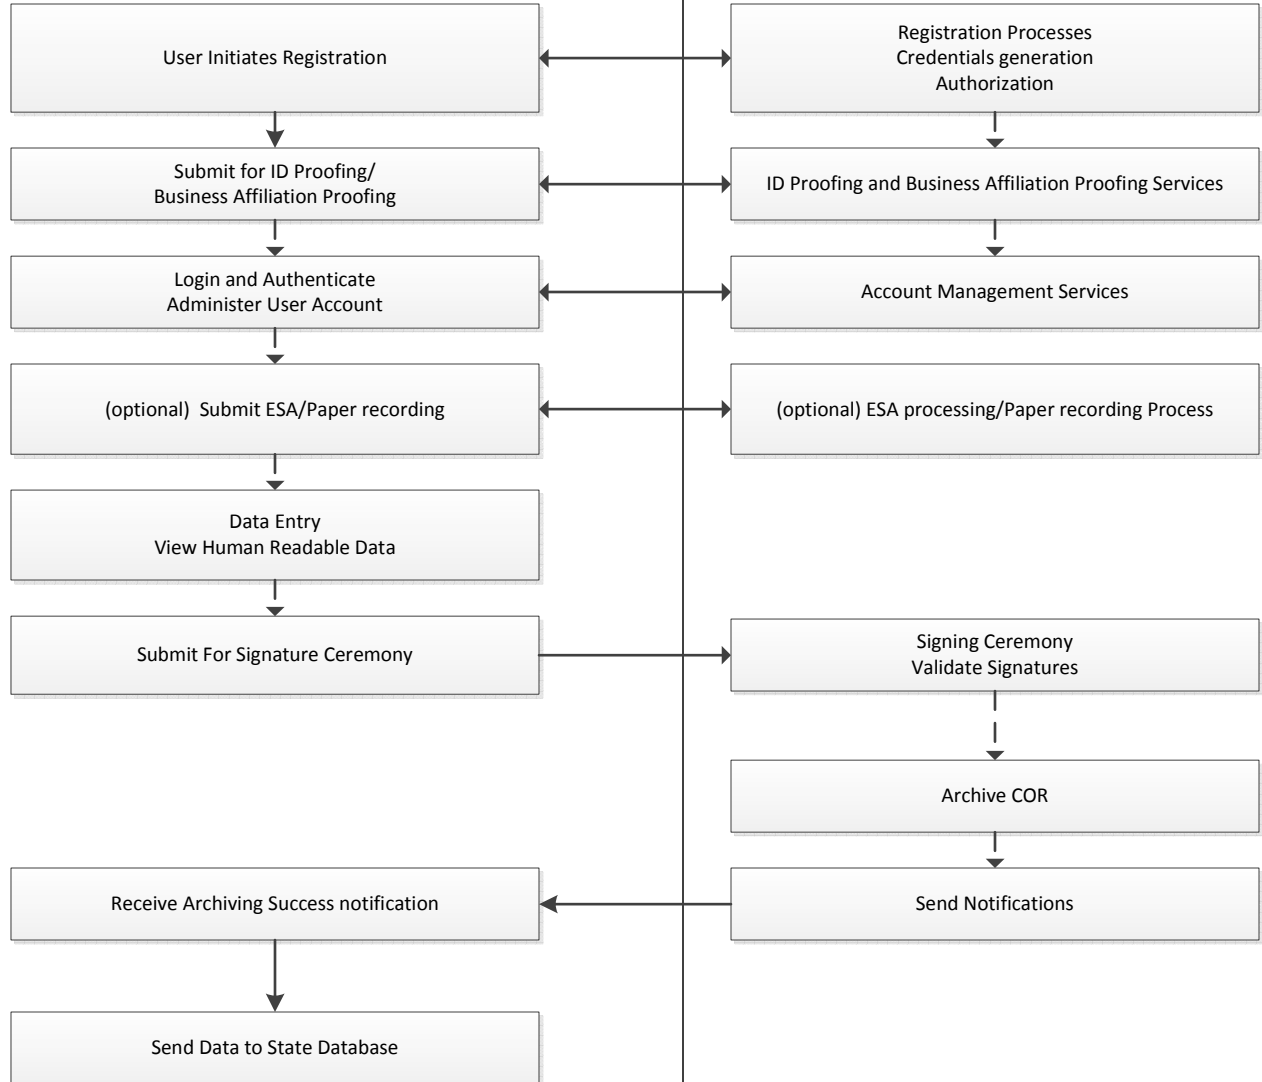 User Initiates Registration
Registration Processes
Credentials generation
Authorization
Submit for ID Proofing/
Business Affiliation Proofing
ID Proofing and Business Affiliation Proofing Services
Login and Authenticate
Administer User Account
Account Management Services
(optional)  Submit ESA/Paper recording
(optional) ESA processing/Paper recording Process
Data Entry
View Human Readable Data
Submit For Signature Ceremony
Signing Ceremony
Validate Signatures
Archive COR
Receive Archiving Success notification
Send Notifications
Send Data to State Database